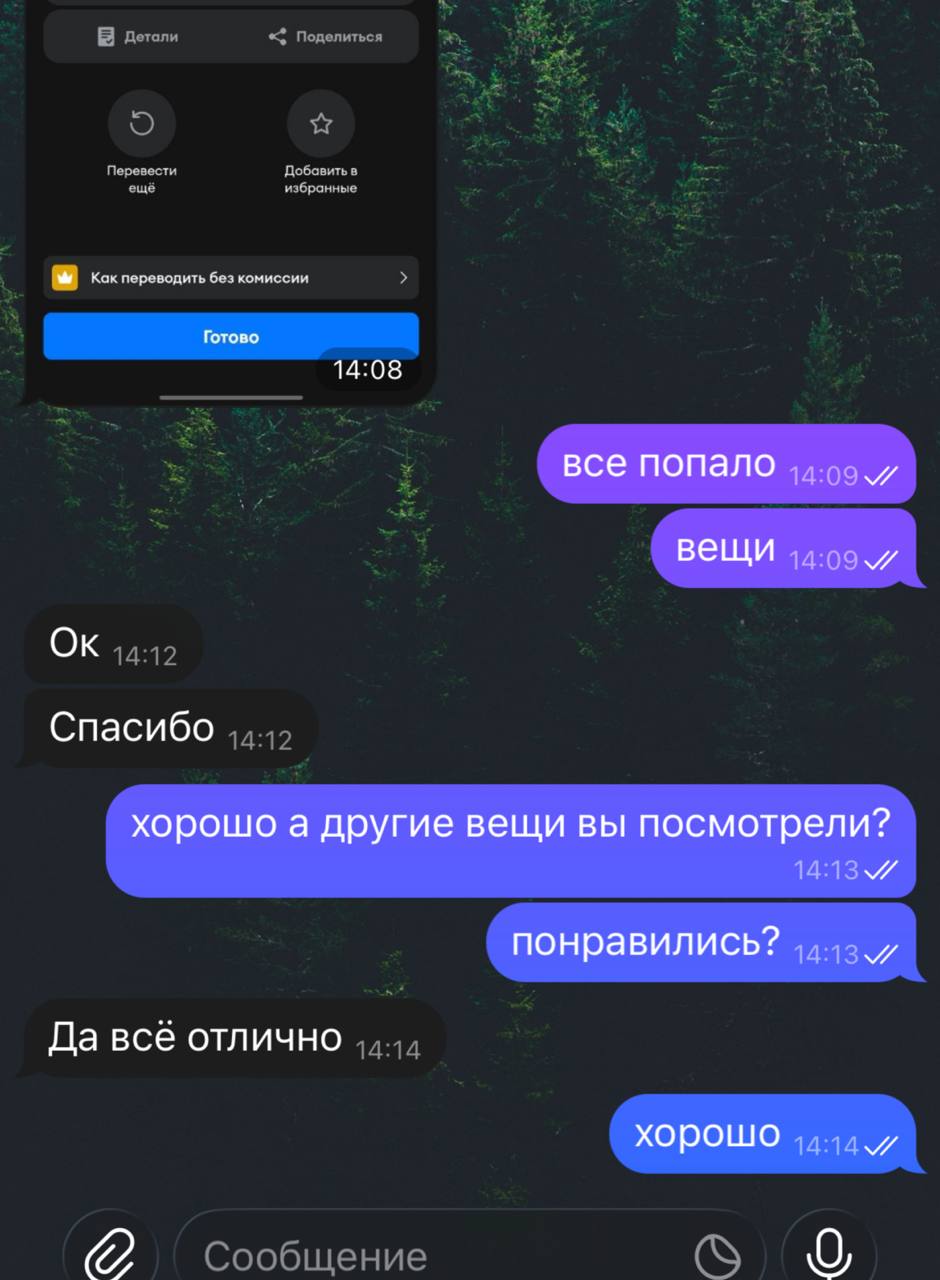 Детали
Поделиться
Перевести
ещё
Добавить в
избранные
Как переводить без комиссии
Готово
14:08
все попало 14:09
вещи 14:09
Ок 14:12
Спасибо 14:12
хорошо а другие вещи вы посмотрели?
14:13
понравились? 14:13
Да всё отлично 14:14
хорошо 14:14
Сообщение